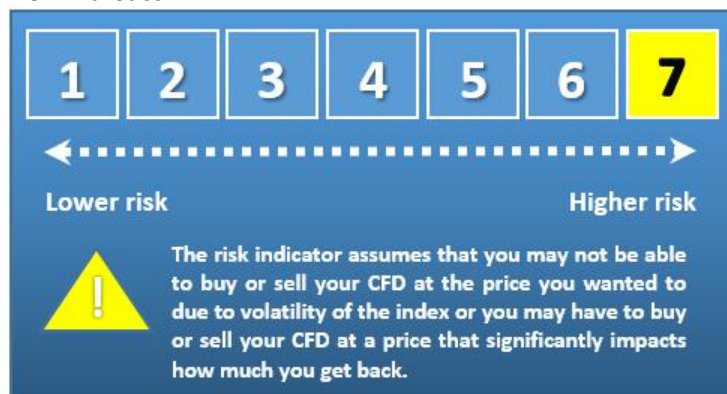 1 2 3 4 5 6 7
Lower risk Higher risk
!
The risk indicator assumes that you may not be able
to buy or sell your CFD at the price you wanted to
due to volatility of the index or you may have to buy
or sell your CFD at a price that significantly impacts
how much you get back.